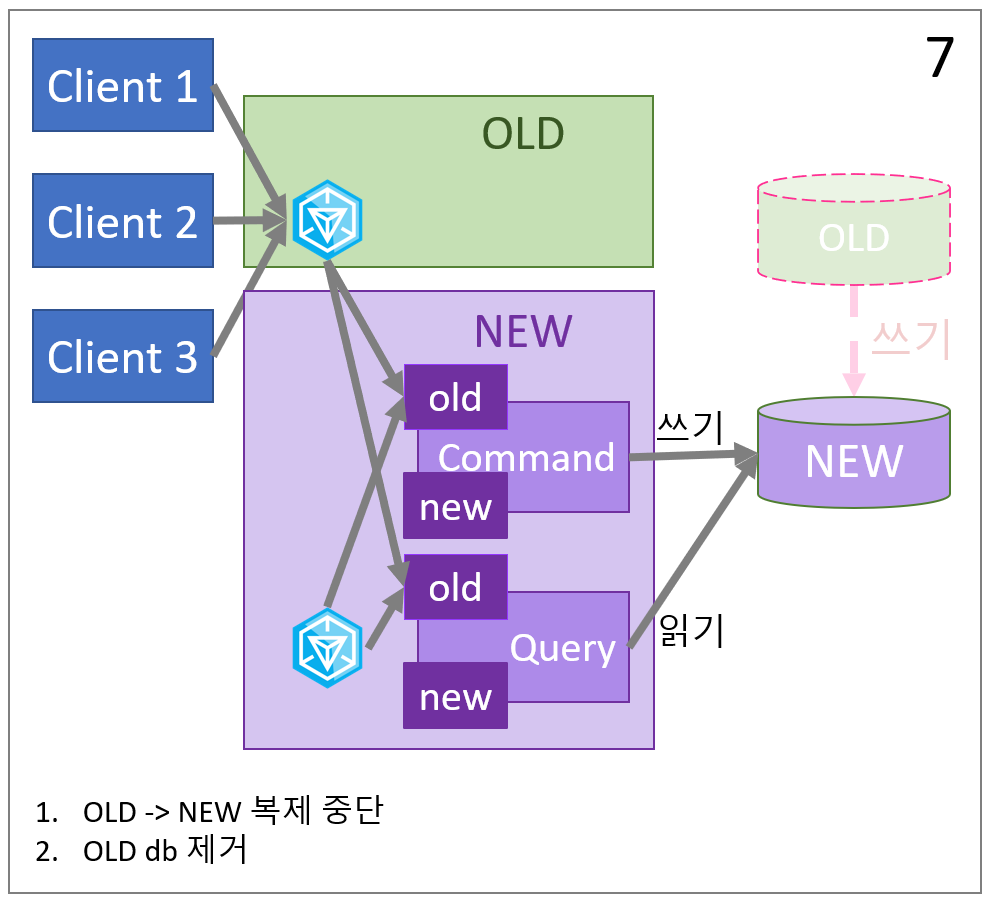 7
Client 1
Client 2
Client 3
OLD
OLD
쓰기
NEW
old
Command
new
쓰기
NEW
old
Query
new
읽기
1. OLD -> NEW 복제 중단
2. OLD db 제거